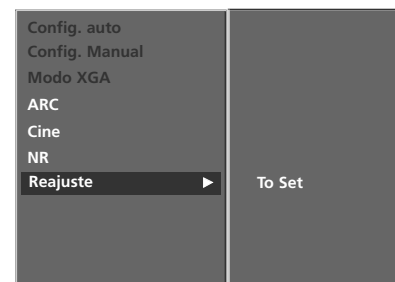 Config. auto
Config. Manual
Modo XGA
ARC
Cine
NR
Reajuste ▶ To Set